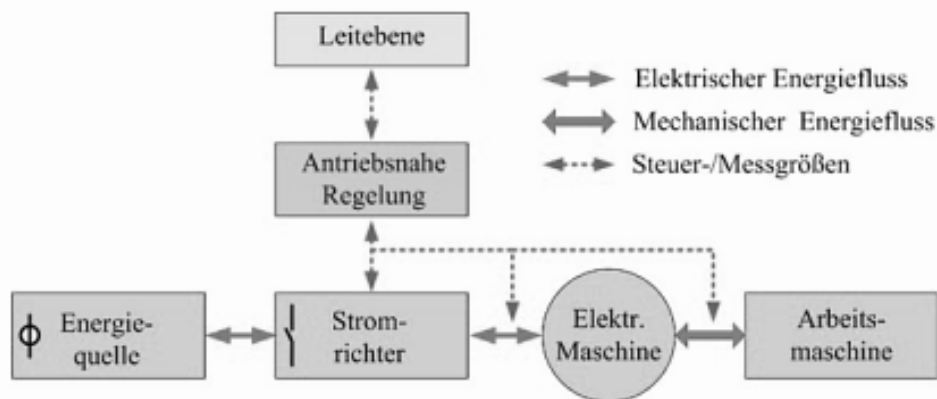 Leitebene
Elektrischer Energiefluss
Mechanischer Energiefluss
Steuer-/Messgrößen
Antriebsnahe
Regelung
Energie-
quelle
Strom-
richter
Elektr.
Maschine
Arbeits-
maschine